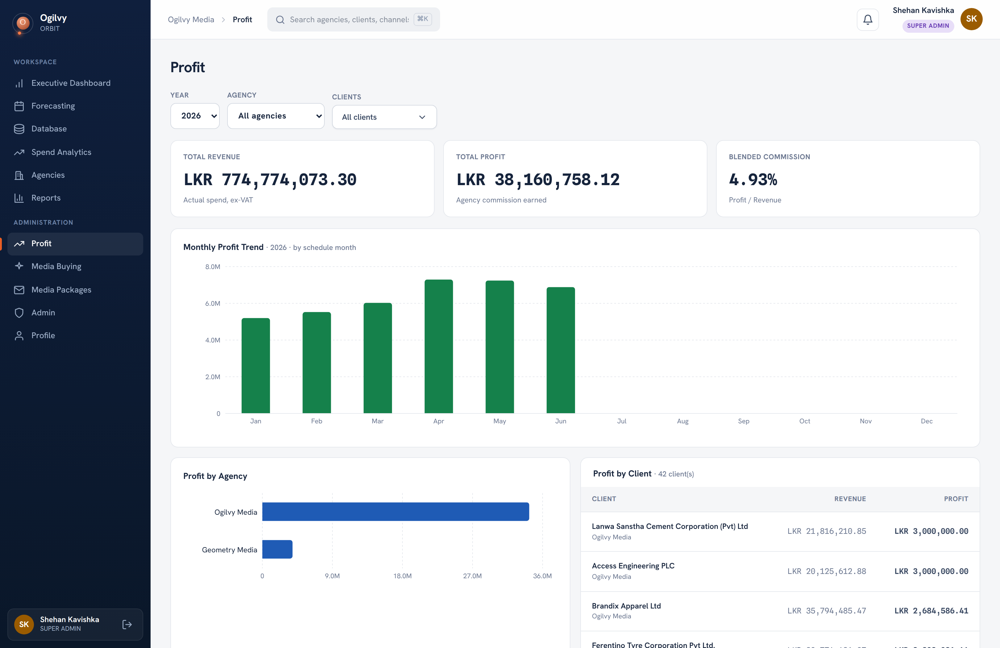 Ogilvy
ORBIT
WORKSPACE
Executive Dashboard
Forecasting
Database
Spend Analytics
Agencies
Reports
ADMINISTRATION
Profit
Media Buying
Media Packages
Admin
Profile
SK
Shehan Kavishka
SUPER ADMIN
Ogilvy Media > Profit
Search agencies, clients, channels
⌘K
Shehan Kavishka
SUPER ADMIN
SK
Profit
YEAR
2026
AGENCY
All agencies
CLIENTS
All clients
TOTAL REVENUE
LKR 774,774,073.30
Actual spend, ex-VAT
TOTAL PROFIT
LKR 38,160,758.12
Agency commission earned
BLENDED COMMISSION
4.93%
Profit / Revenue
Monthly Profit Trend · 2026 · by schedule month
8.0M
6.0M
4.0M
2.0M
0
Jan Feb Mar Apr May Jun Jul Aug Sep Oct Nov Dec
Profit by Agency
Ogilvy Media
Geometry Media
0 9.0M 18.0M 27.0M 36.0M
Profit by Client · 42 client(s)
CLIENT REVENUE PROFIT
Lanwa Sanstha Cement Corporation (Pvt) Ltd
Ogilvy Media
LKR 21,816,210.85 LKR 3,000,000.00
Access Engineering PLC
Ogilvy Media
LKR 20,125,612.88 LKR 3,000,000.00
Brandix Apparel Ltd
Ogilvy Media
LKR 35,794,485.47 LKR 2,684,586.41
Ferentino Tyre Corporation Pvt Ltd.